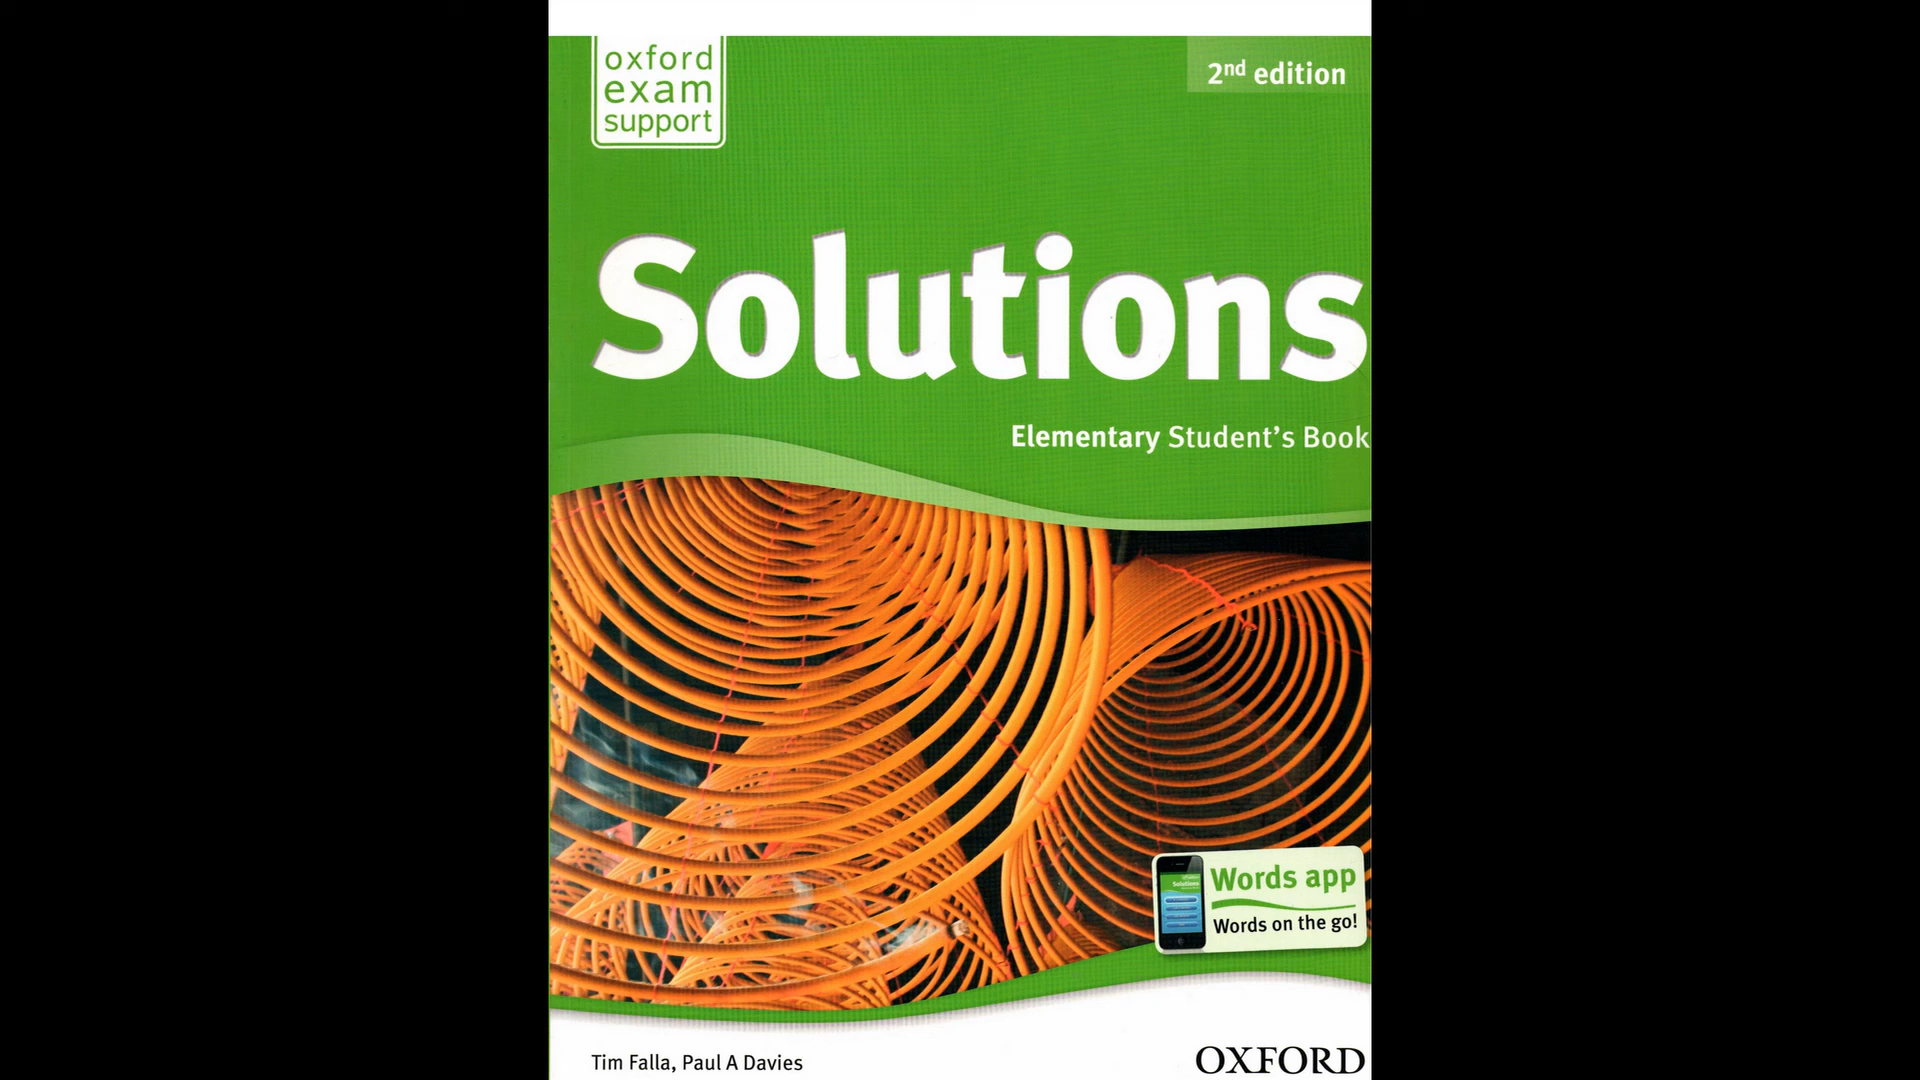 oxford
exam
support
2nd edition
Solutions
Elementary Student's Book
Words app
Words on the go!
Tim Falla, Paul A Davies
OXFORD